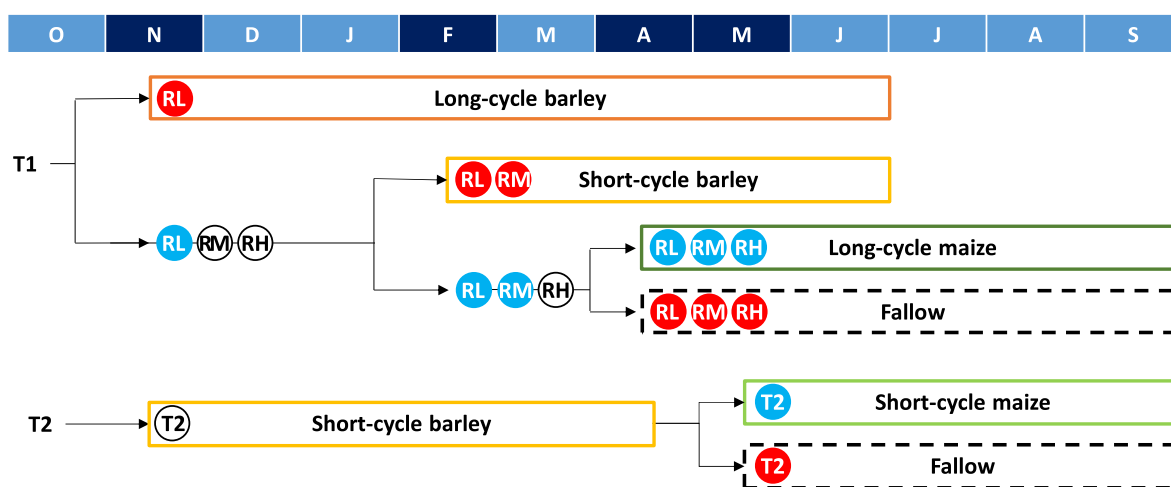 O N D J F M A M J J A S
RL Long-cycle barley
T1
RL RM Short-cycle barley
RL RM RH
RL RM RH Long-cycle maize
RL RM RH
RL RM RH Fallow
T2 Short-cycle maize
T2 T2 Short-cycle barley
T2 Fallow